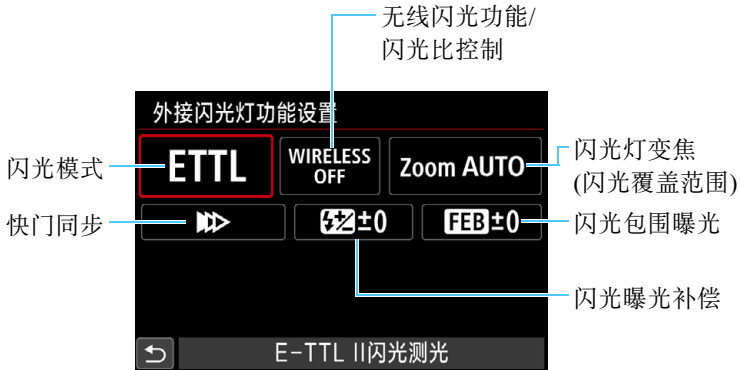 无线闪光功能/
闪光比控制
外接闪光灯功能设置
闪光模式
ETTL
WIRELESS
OFF
Zoom AUTO
闪光灯变焦
(闪光覆盖范围)
快门同步
±0
FEB±0
闪光包围曝光
闪光曝光补偿
E-TTL II闪光测光